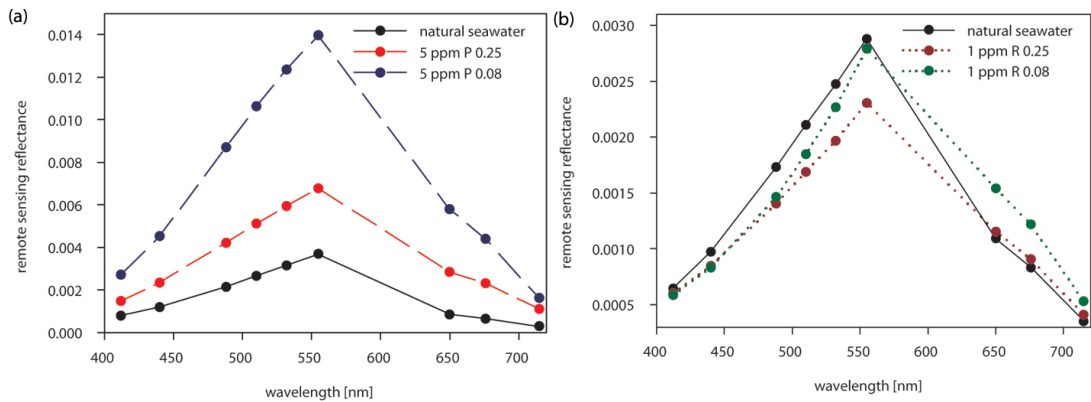 (a)
natural seawater
5 ppm P 0.25
5 ppm P 0.08
0.014
0.012
0.010
0.008
0.006
0.004
0.002
0.000
remote sensing reflectance
400 450 500 550 600 650 700
wavelength [nm]
(b)
natural seawater
1 ppm R 0.25
1 ppm R 0.08
0.0030
0.0025
0.0020
0.0015
0.0010
0.0005
remote sensing reflectance
400 450 500 550 600 650 700
wavelength [nm]